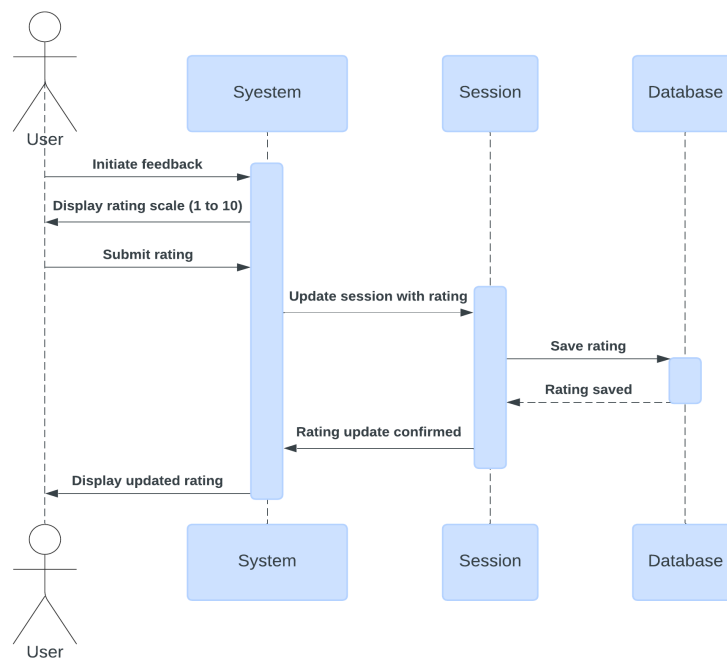 Syestem
Session
Database
User
Initiate feedback
Display rating scale (1 to 10)
Submit rating
Update session with rating
Save rating
Rating saved
Rating update confirmed
Display updated rating
System
Session
Database
User